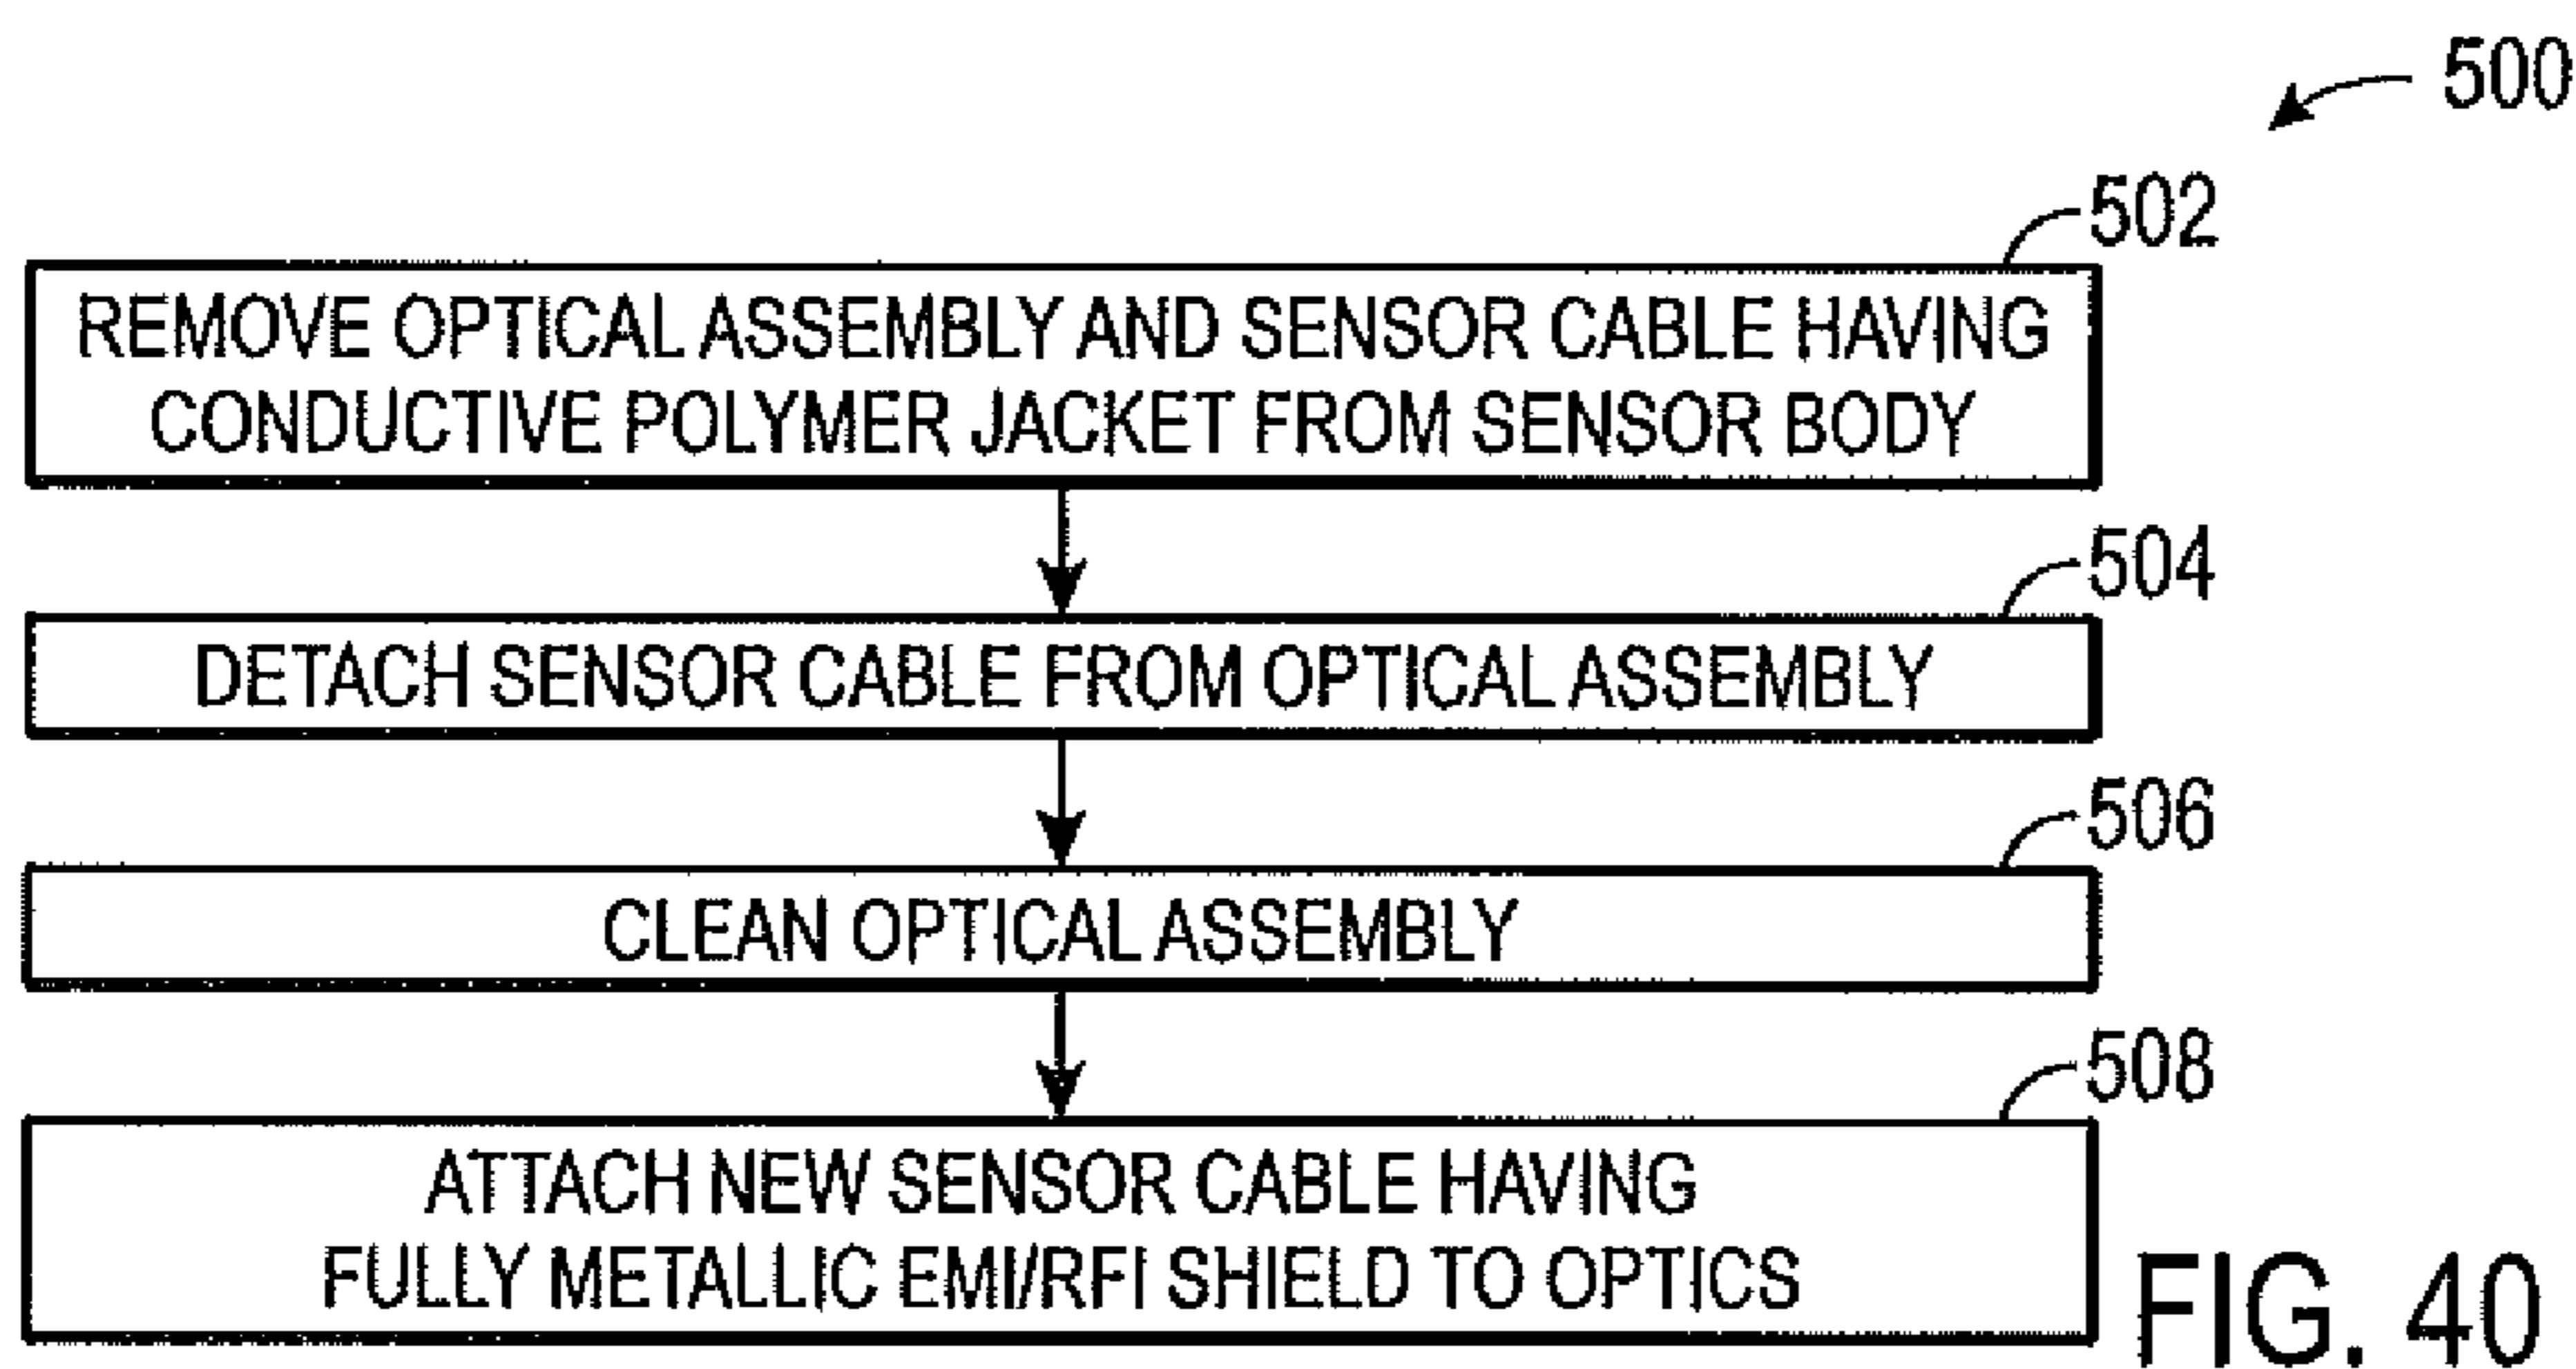 500
502
REMOVE OPTICAL ASSEMBLY AND SENSOR CABLE HAVING
CONDUCTIVE POLYMER JACKET FROM SENSOR BODY
504
DETACH SENSOR CABLE FROM OPTICAL ASSEMBLY
506
CLEAN OPTICAL ASSEMBLY
508
ATTACH NEW SENSOR CABLE HAVING
FULLY METALLIC EMI/RFI SHIELD TO OPTICS
FIG. 40